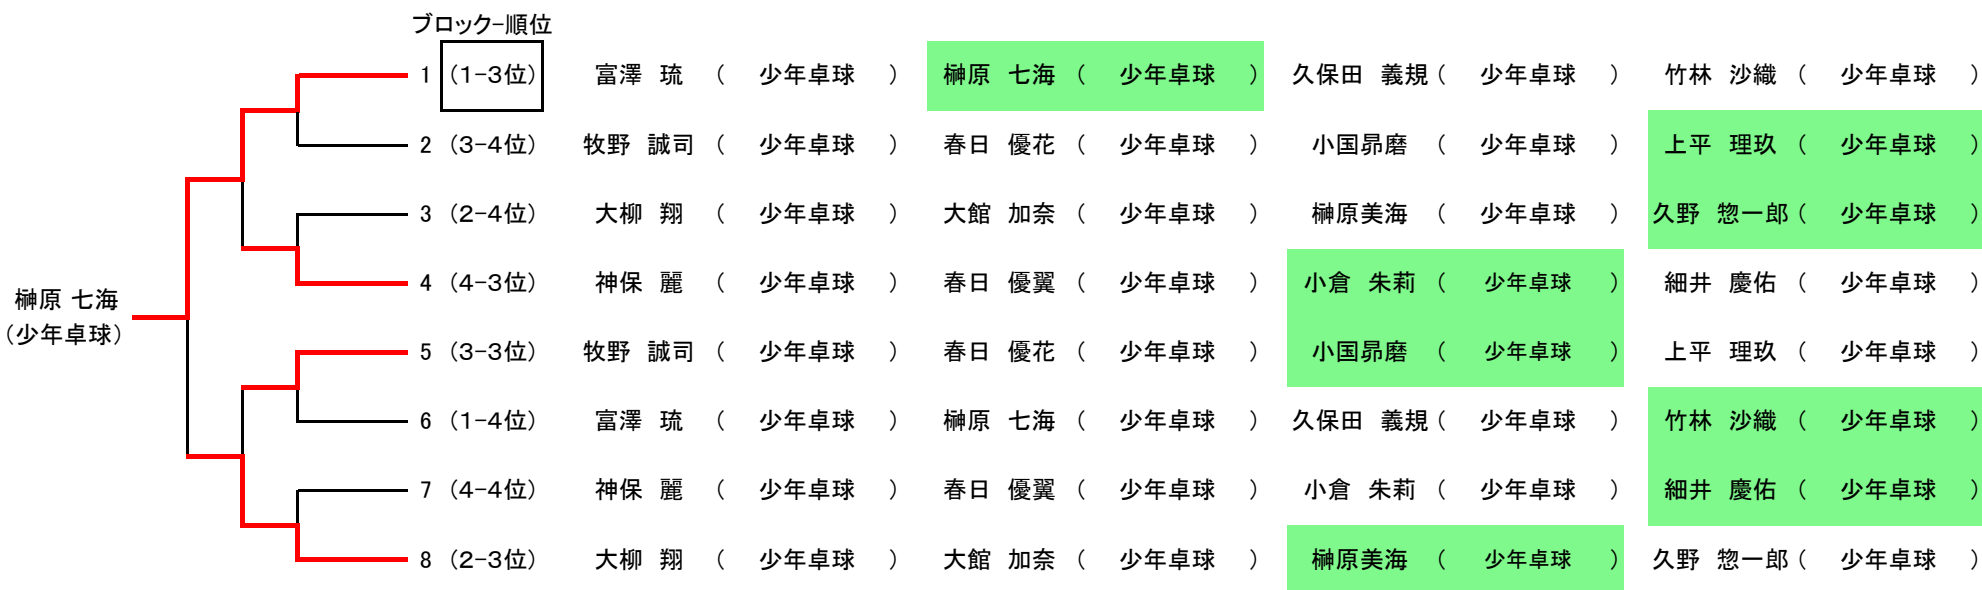 ブロック-順位
1 (1-3位) 富澤 琉 ( 少年卓球 ) 榊原 七海 ( 少年卓球 ) 久保田 義規 ( 少年卓球 ) 竹林 沙織 ( 少年卓球 )
2 (3-4位) 牧野 誠司 ( 少年卓球 ) 春日 優花 ( 少年卓球 ) 小国昴磨 ( 少年卓球 ) 上平 理玖 ( 少年卓球 )
3 (2-4位) 大柳 翔 ( 少年卓球 ) 大館 加奈 ( 少年卓球 ) 榊原美海 ( 少年卓球 ) 久野 惣一郎 ( 少年卓球 )
4 (4-3位) 神保 麗 ( 少年卓球 ) 春日 優翼 ( 少年卓球 ) 小倉 朱莉 ( 少年卓球 ) 細井 慶佑 ( 少年卓球 )
榊原 七海
(少年卓球)
5 (3-3位) 牧野 誠司 ( 少年卓球 ) 春日 優花 ( 少年卓球 ) 小国昴磨 ( 少年卓球 ) 上平 理玖 ( 少年卓球 )
6 (1-4位) 富澤 琉 ( 少年卓球 ) 榊原 七海 ( 少年卓球 ) 久保田 義規 ( 少年卓球 ) 竹林 沙織 ( 少年卓球 )
7 (4-4位) 神保 麗 ( 少年卓球 ) 春日 優翼 ( 少年卓球 ) 小倉 朱莉 ( 少年卓球 ) 細井 慶佑 ( 少年卓球 )
8 (2-3位) 大柳 翔 ( 少年卓球 ) 大館 加奈 ( 少年卓球 ) 榊原美海 ( 少年卓球 ) 久野 惣一郎 ( 少年卓球 )